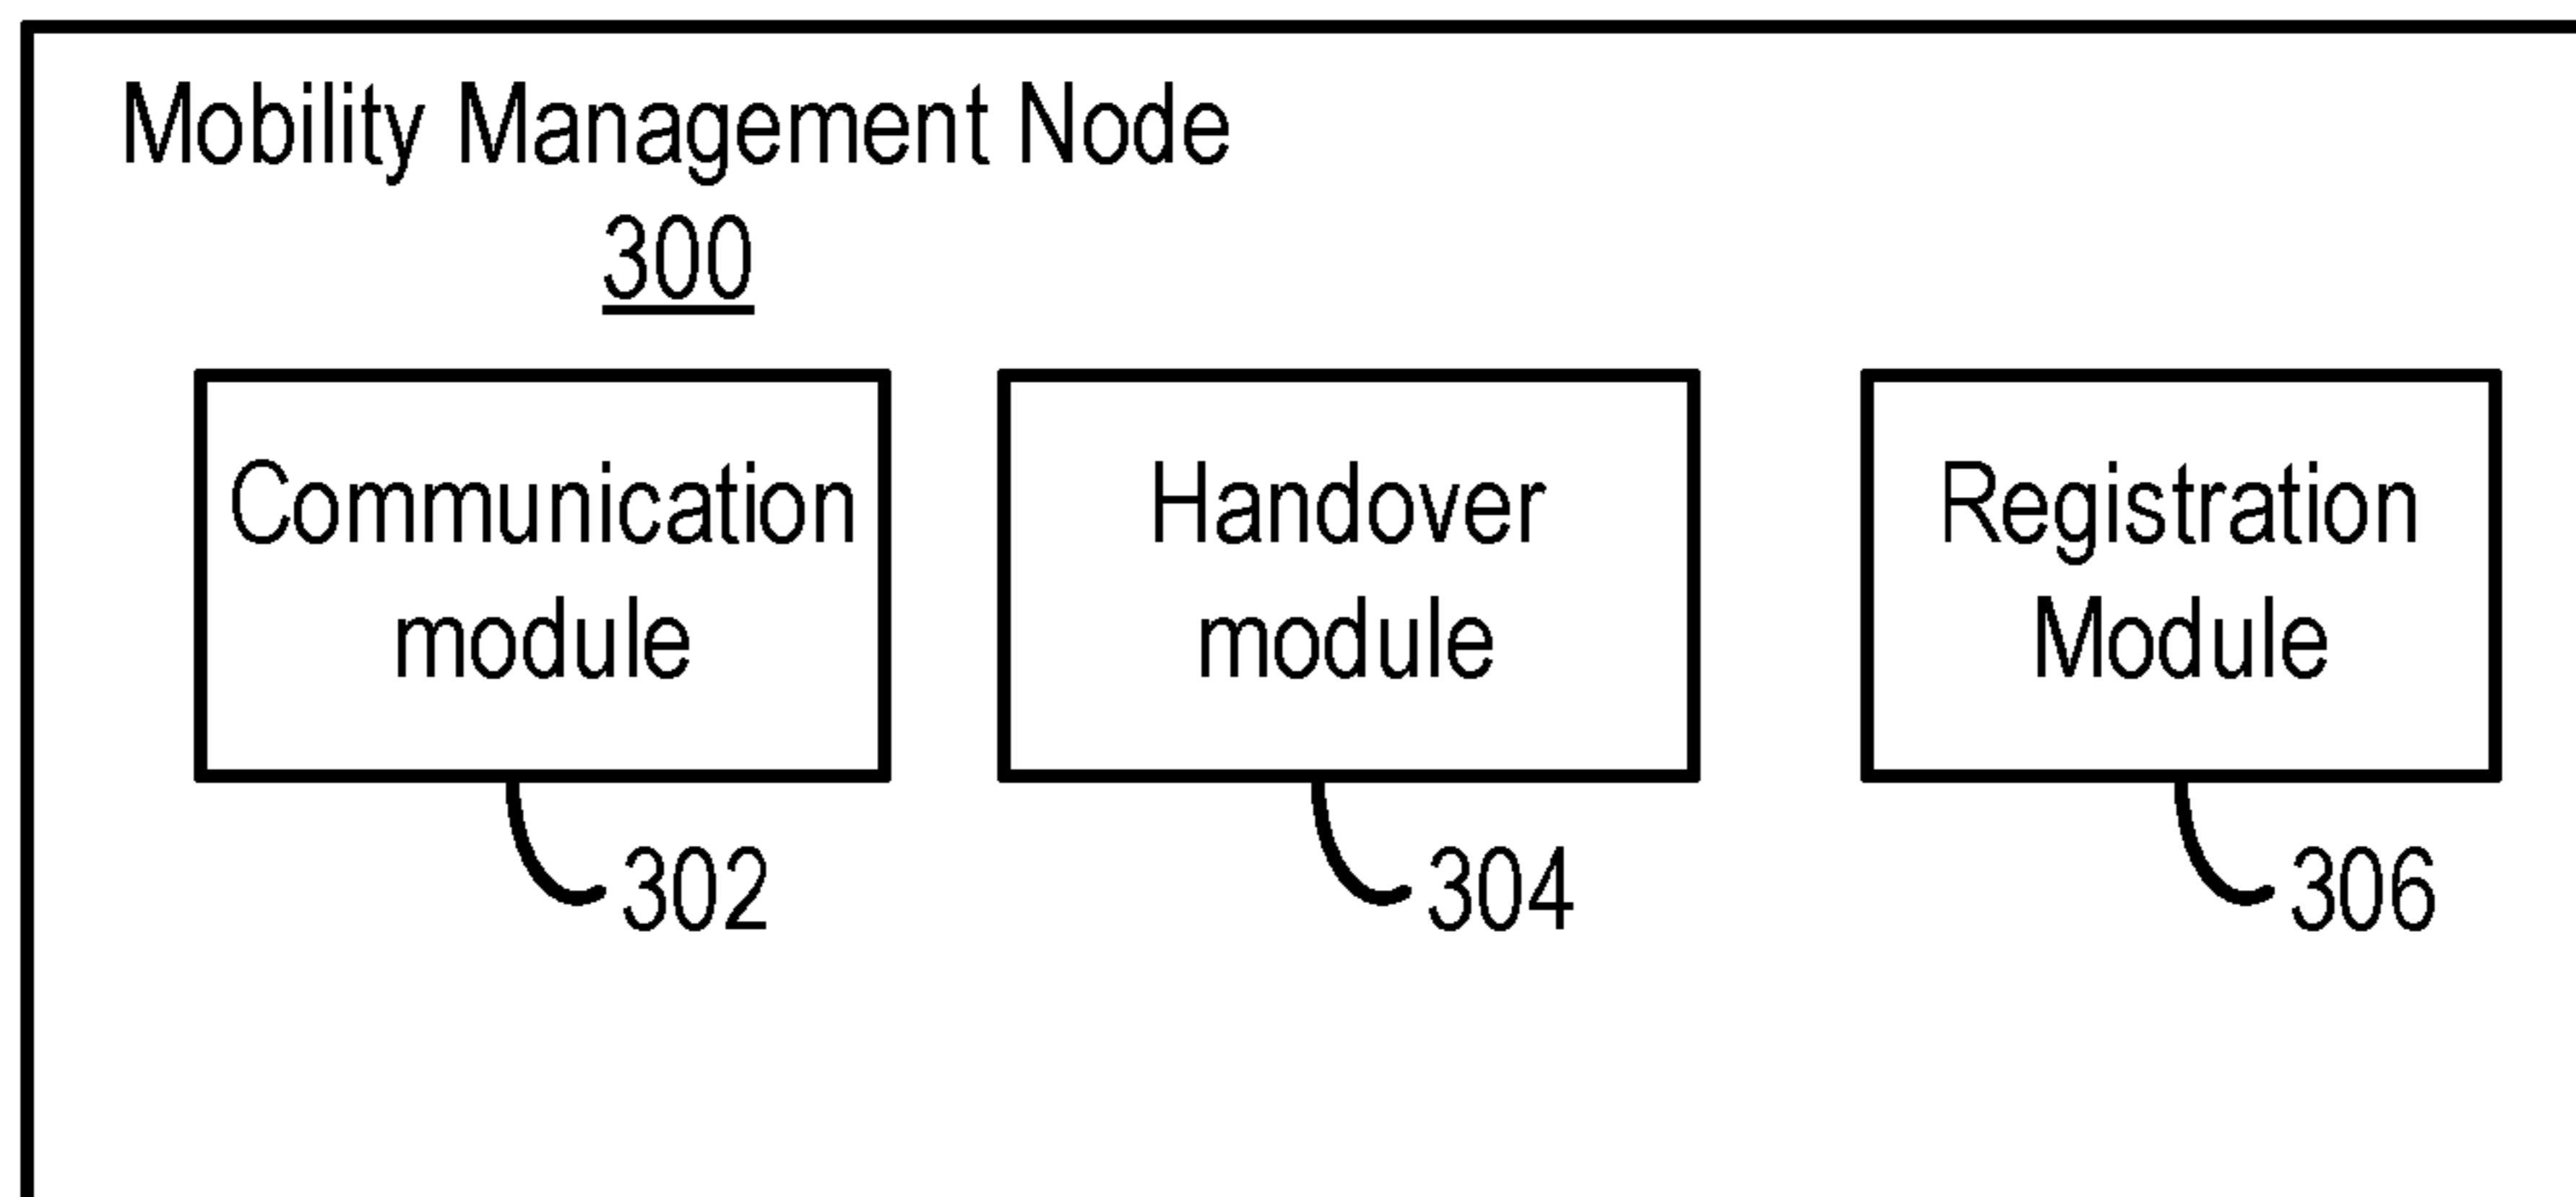 Mobility Management Node
300
Communication
module
Handover
module
Registration
Module
302
304
306